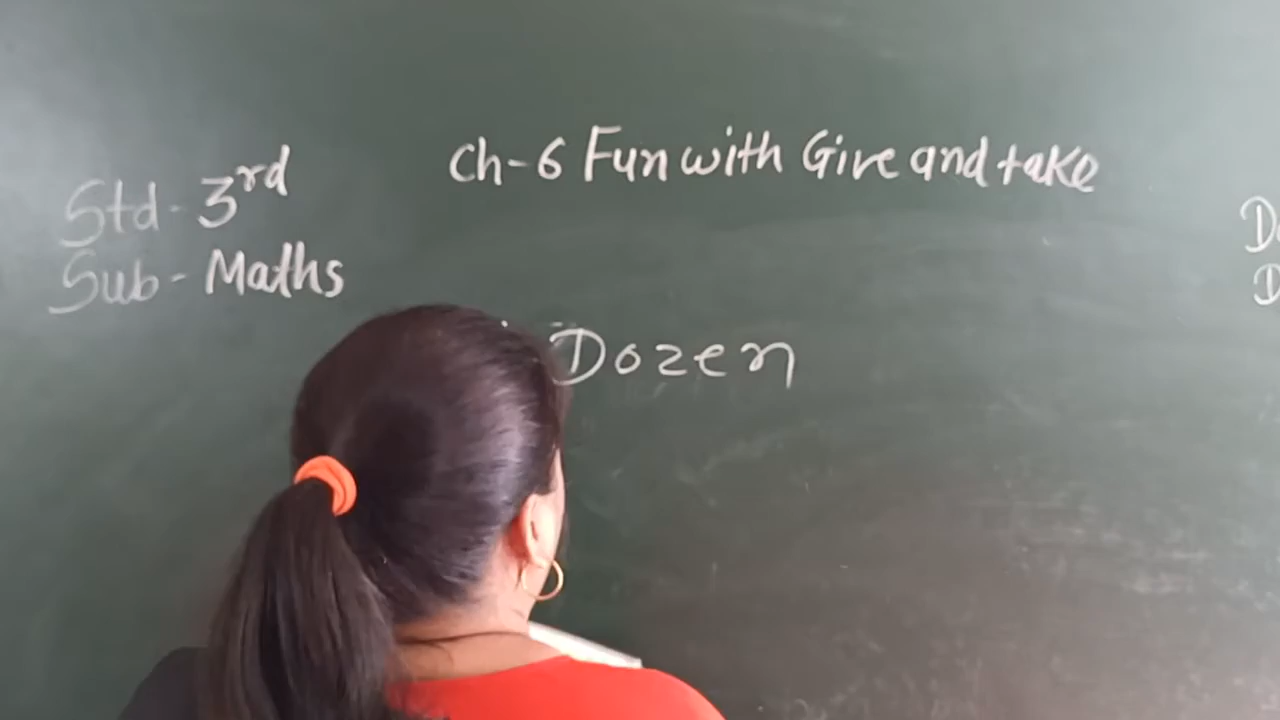 Std - 3rd
Sub - Maths
Ch-6 Fun with Give and take
Dozen